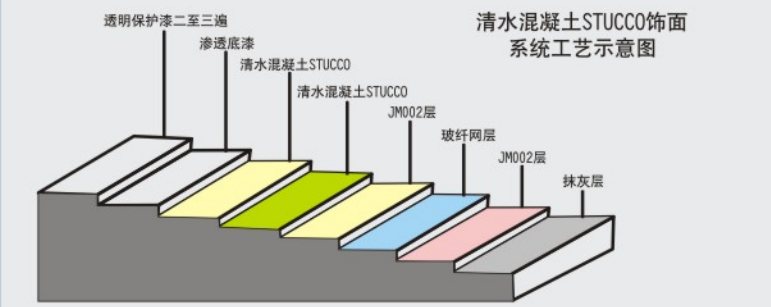 清水混凝土STUCCO饰面
系统工艺示意图
透明保护漆二至三遍
渗透底漆
清水混凝土STUCCO
清水混凝土STUCCO
JM002层
玻纤网层
JM002层
抹灰层